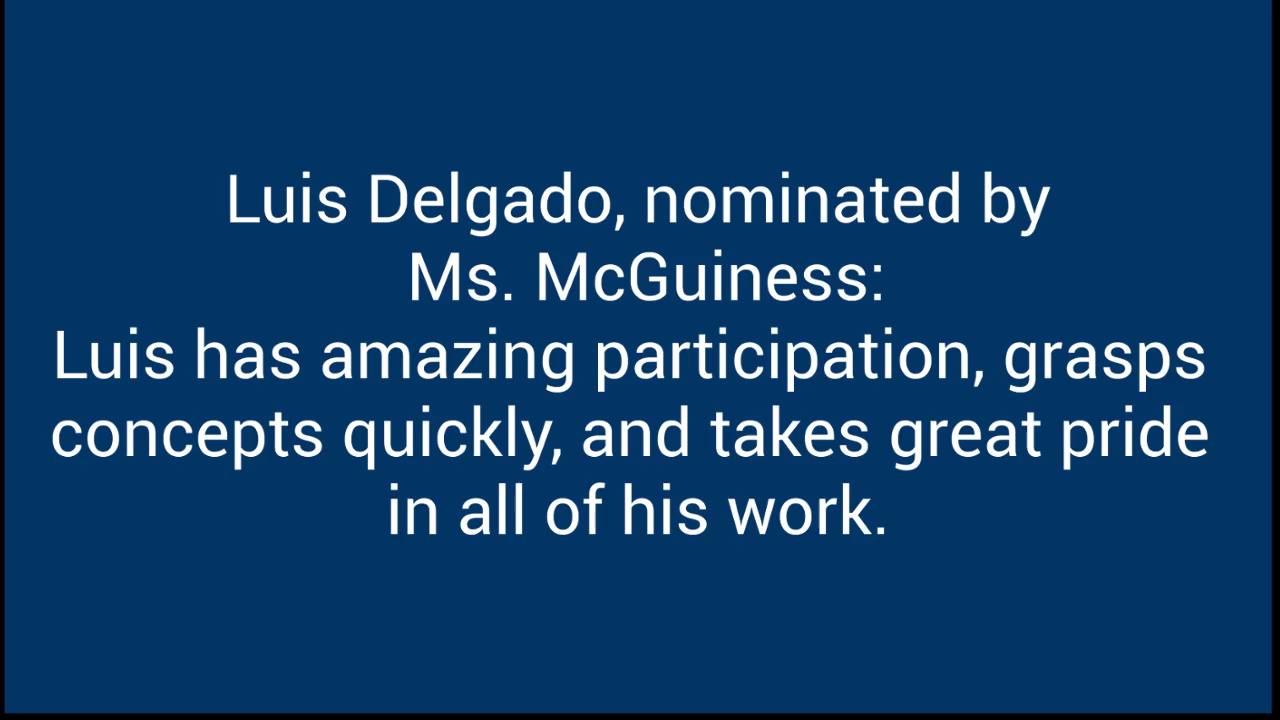 Luis Delgado, nominated by
Ms. McGuiness:
Luis has amazing participation, grasps
concepts quickly, and takes great pride
in all of his work.